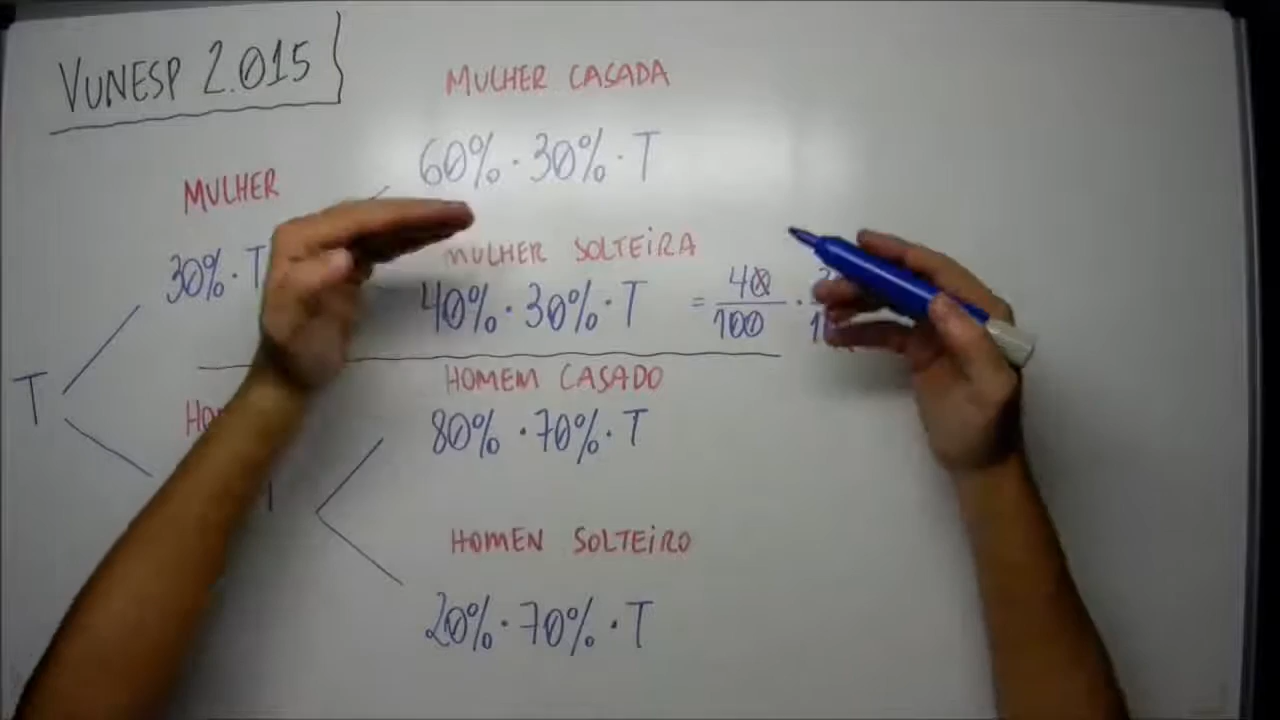 VUNESP 2.015
MULHER CASADA
60% · 30% · T
MULHER
30% · T
MULHER SOLTEIRA
40% · 30% · T = 40/100 ·
HOMEM CASADO
80% · 70% · T
T
HOMEN SOLTEIRO
20% · 70% · T